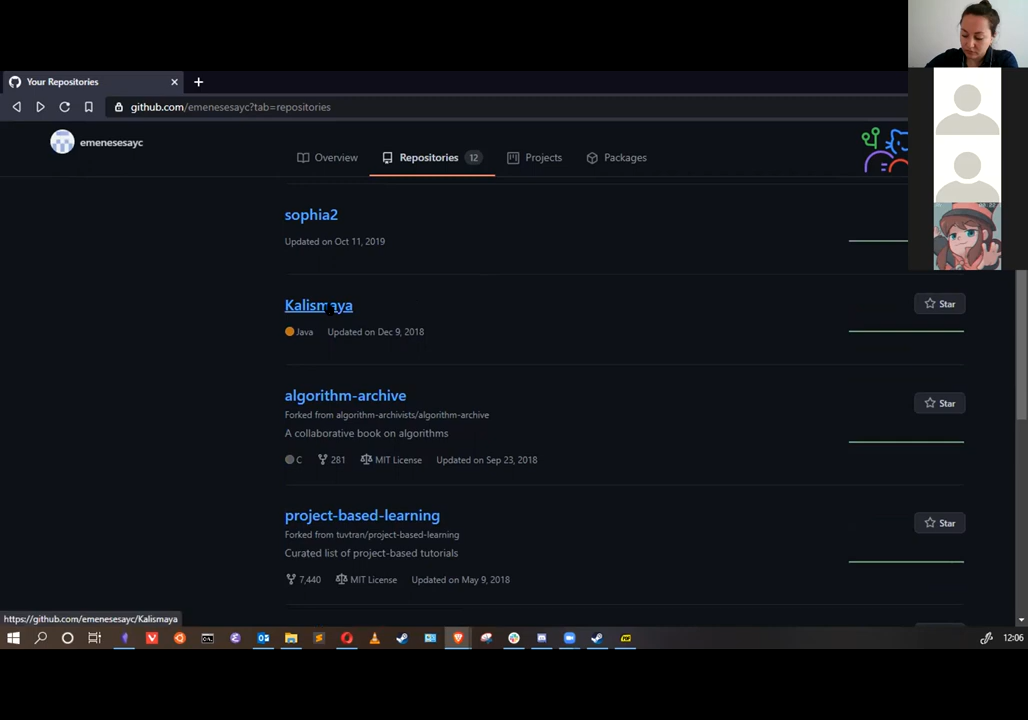 Your Repositories
github.com/emenesesayc?tab=repositories
emenesesayc
Overview
Repositories 12
Projects
Packages
sophia2
Updated on Oct 11, 2019
Kalismaya
Star
Java Updated on Dec 9, 2018
algorithm-archive
Star
Forked from algorithm-archivists/algorithm-archive
A collaborative book on algorithms
C 281 MIT License Updated on Sep 23, 2018
project-based-learning
Star
Forked from tuvtran/project-based-learning
Curated list of project-based tutorials
7,440 MIT License Updated on May 9, 2018
https://github.com/emenesesayc/Kalismaya
12:06